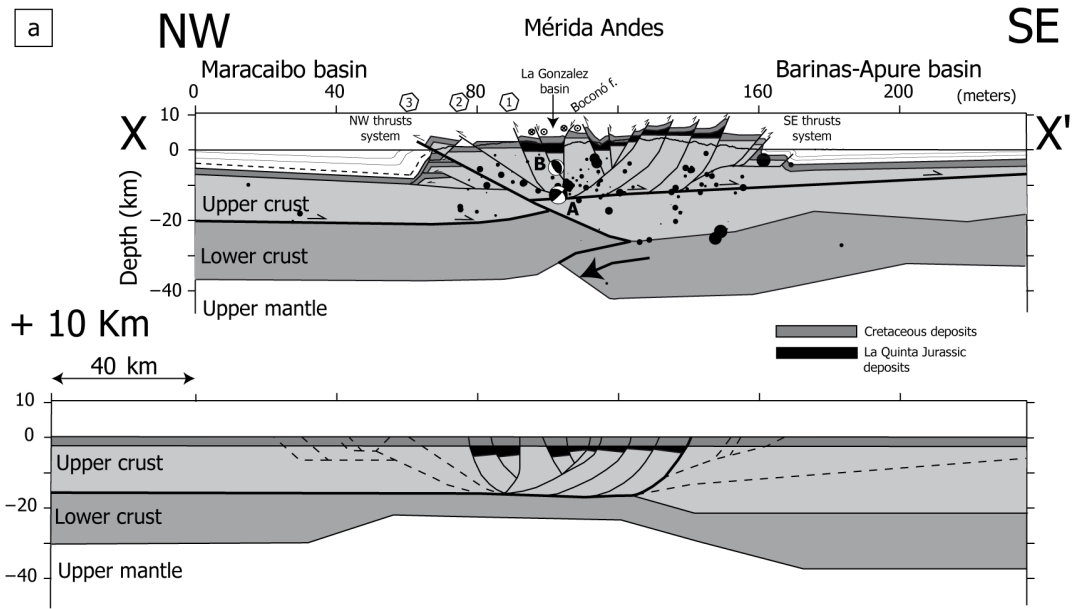 a
NW
SE
Mérida Andes
Maracaibo basin
La Gonzalez
basin
Boconó f.
Barinas-Apure basin
0
40
80
160
200
(meters)
3
2
1
X
NW thrusts
system
SE thrusts
system
X'
10
0
−10
−20
−30
−40
Depth (km)
B
A
Upper crust
Lower crust
Upper mantle
+ 10 Km
40 km
Cretaceous deposits
La Quinta Jurassic
deposits
10
0
−20
−40
Upper crust
Lower crust
Upper mantle